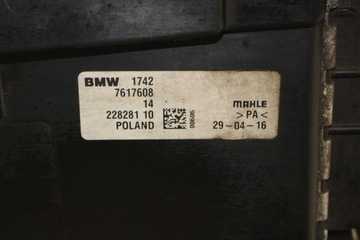 BMW 1742
7617608
14
MAHLE
228281 10
>PA<
POLAND
29-04-16